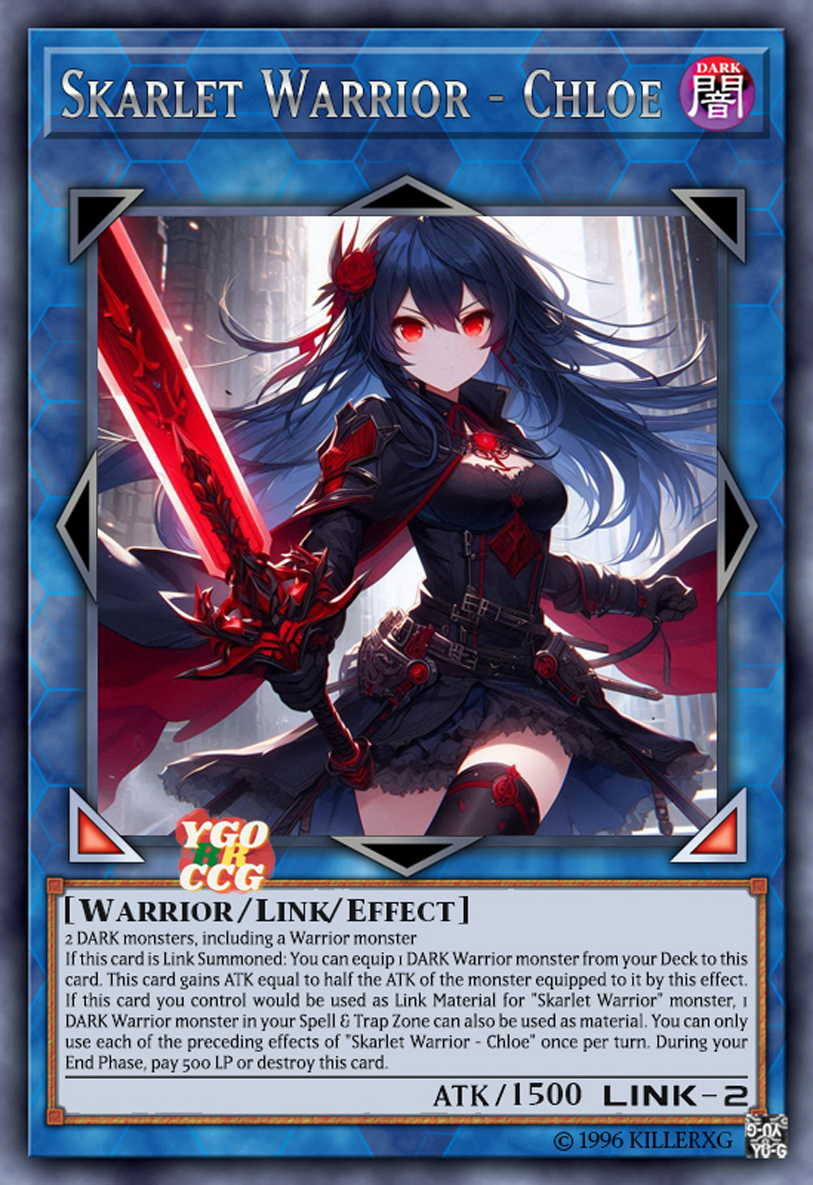 Skarlet Warrior - Chloe
DARK
闇
YGO
BR
CCG
[Warrior/Link/Effect]
2 DARK monsters, including a Warrior monster
If this card is Link Summoned: You can equip 1 DARK Warrior monster from your Deck to this
card. This card gains ATK equal to half the ATK of the monster equipped to it by this effect.
If this card you control would be used as Link Material for "Skarlet Warrior" monster, 1
DARK Warrior monster in your Spell & Trap Zone can also be used as material. You can only
use each of the preceding effects of "Skarlet Warrior - Chloe" once per turn. During your
End Phase, pay 500 LP or destroy this card.
ATK/1500 LINK-2
© 1996 KILLERXG
YU-G